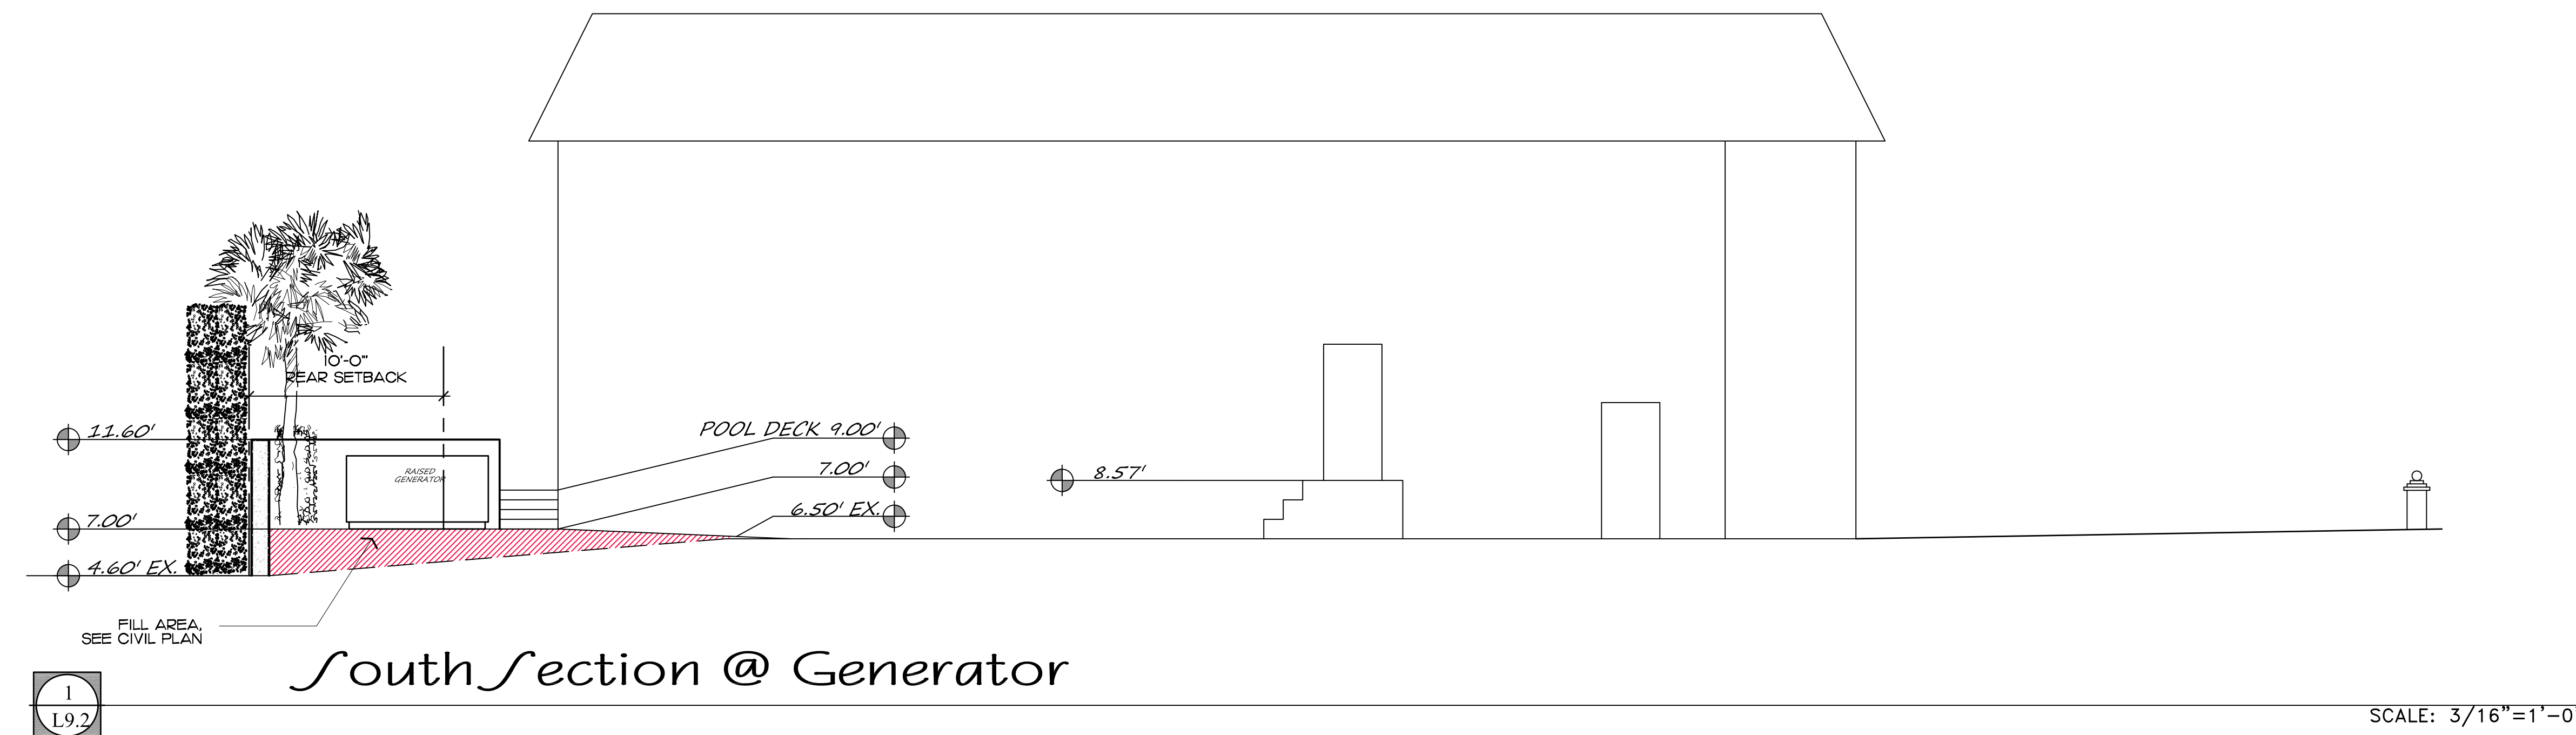 10'-0"
REAR SETBACK
11.60'
RAISED
GENERATOR
POOL DECK 9.00'
7.00'
8.57'
6.50' EX.
7.00'
4.60' EX.
FILL AREA,
SEE CIVIL PLAN
South Section @ Generator
1
L9.2
SCALE: 3/16"=1'-0